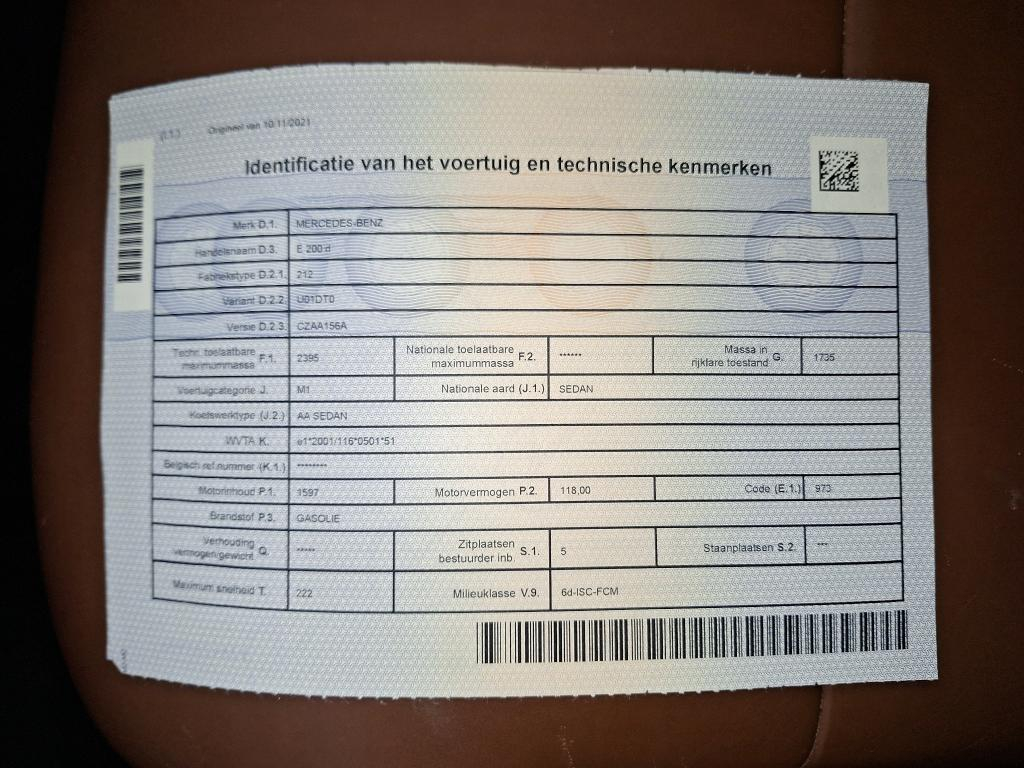 (I.1.) Origineel van 10/11/2021
Identificatie van het voertuig en technische kenmerken
Merk D.1. MERCEDES-BENZ
Handelsnaam D.3. E 200 d
Fabriekstype D.2.1. 212
Variant D.2.2. U01DT0
Versie D.2.3. CZAA156A
Techn. toelaatbare maximummassa F.1. 2395 Nationale toelaatbare maximummassa F.2. ****** Massa in rijklare toestand G. 1735
Voertuigcategorie J. M1 Nationale aard (J.1.) SEDAN
Koetswerktype (J.2.) AA SEDAN
WVTA K. e1*2001/116*0501*51
Belgisch ref.nummer (K.1.) ********
Motorinhoud P.1. 1597 Motorvermogen P.2. 118,00 Code (E.1.) 973
Brandstof P.3. GASOLIE
Verhouding vermogen/gewicht Q. ***** Zitplaatsen bestuurder inb. S.1. 5 Staanplaatsen S.2. ***
Maximum snelheid T. 222 Milieuklasse V.9. 6d-ISC-FCM